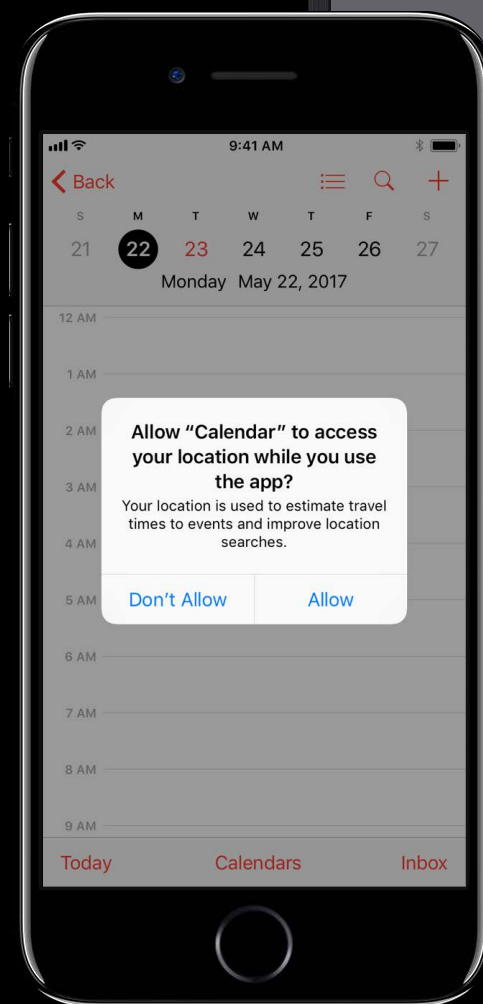 9:41 AM
Back
S M T W T F S
21 22 23 24 25 26 27
Monday May 22, 2017
12 AM
1 AM
2 AM
3 AM
4 AM
5 AM
6 AM
7 AM
8 AM
9 AM
Allow “Calendar” to access
your location while you use
the app?
Your location is used to estimate travel
times to events and improve location
searches.
Don’t Allow Allow
Today Calendars Inbox